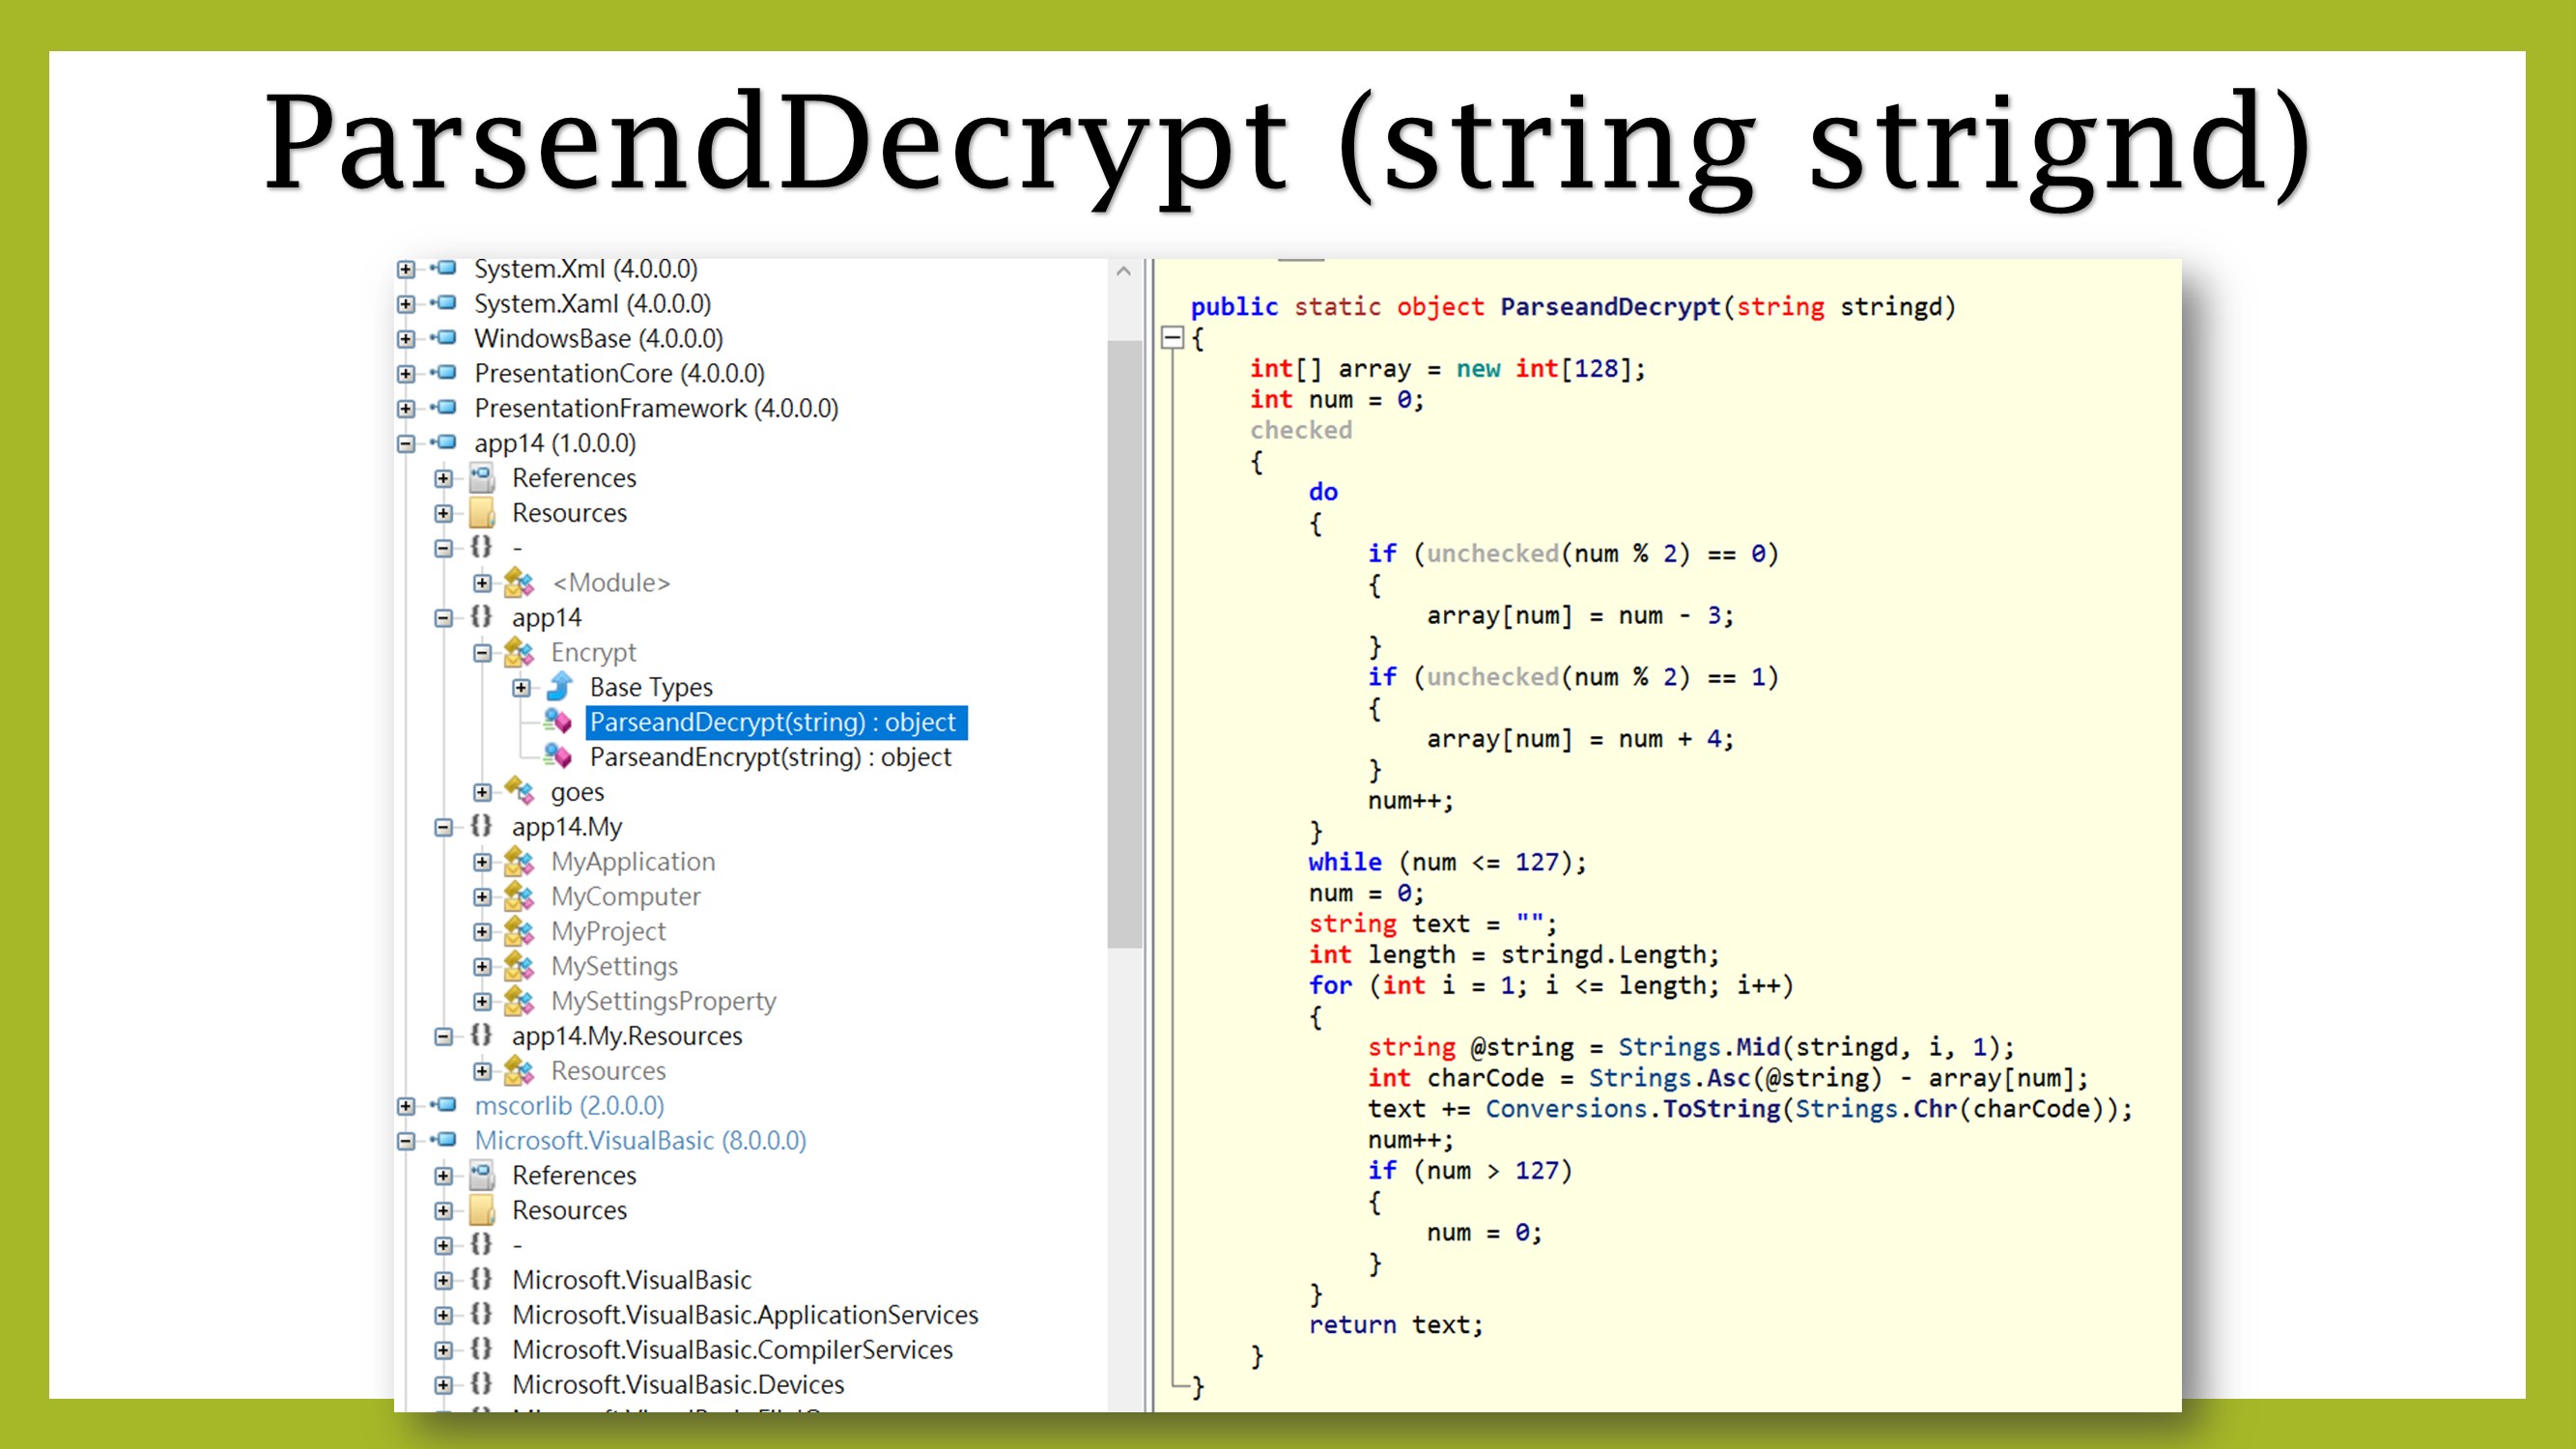 ParsendDecrypt (string strignd)
System.Xml (4.0.0.0)
System.Xaml (4.0.0.0)
WindowsBase (4.0.0.0)
PresentationCore (4.0.0.0)
PresentationFramework (4.0.0.0)
app14 (1.0.0.0)
References
Resources
{} -
<Module>
{} app14
Encrypt
Base Types
ParseandDecrypt(string) : object
ParseandEncrypt(string) : object
goes
{} app14.My
MyApplication
MyComputer
MyProject
MySettings
MySettingsProperty
{} app14.My.Resources
Resources
mscorlib (2.0.0.0)
Microsoft.VisualBasic (8.0.0.0)
References
Resources
{} -
{} Microsoft.VisualBasic
{} Microsoft.VisualBasic.ApplicationServices
{} Microsoft.VisualBasic.CompilerServices
{} Microsoft.VisualBasic.Devices
public static object ParseandDecrypt(string stringd)
{
int[] array = new int[128];
int num = 0;
checked
{
do
{
if (unchecked(num % 2) == 0)
{
array[num] = num - 3;
}
if (unchecked(num % 2) == 1)
{
array[num] = num + 4;
}
num++;
}
while (num <= 127);
num = 0;
string text = "";
int length = stringd.Length;
for (int i = 1; i <= length; i++)
{
string @string = Strings.Mid(stringd, i, 1);
int charCode = Strings.Asc(@string) - array[num];
text += Conversions.ToString(Strings.Chr(charCode));
num++;
if (num > 127)
{
num = 0;
}
}
return text;
}
}